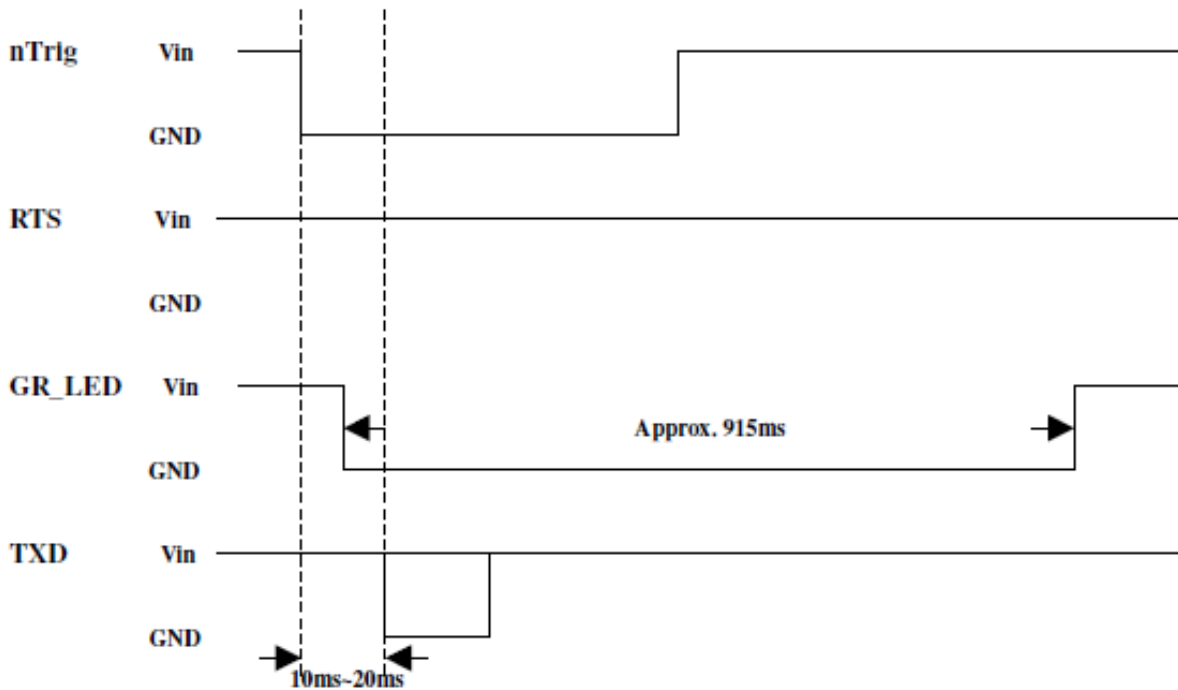 nTrig Vin
GND
RTS Vin
GND
GR_LED Vin
Approx. 915ms
GND
TXD Vin
GND
10ms~20ms